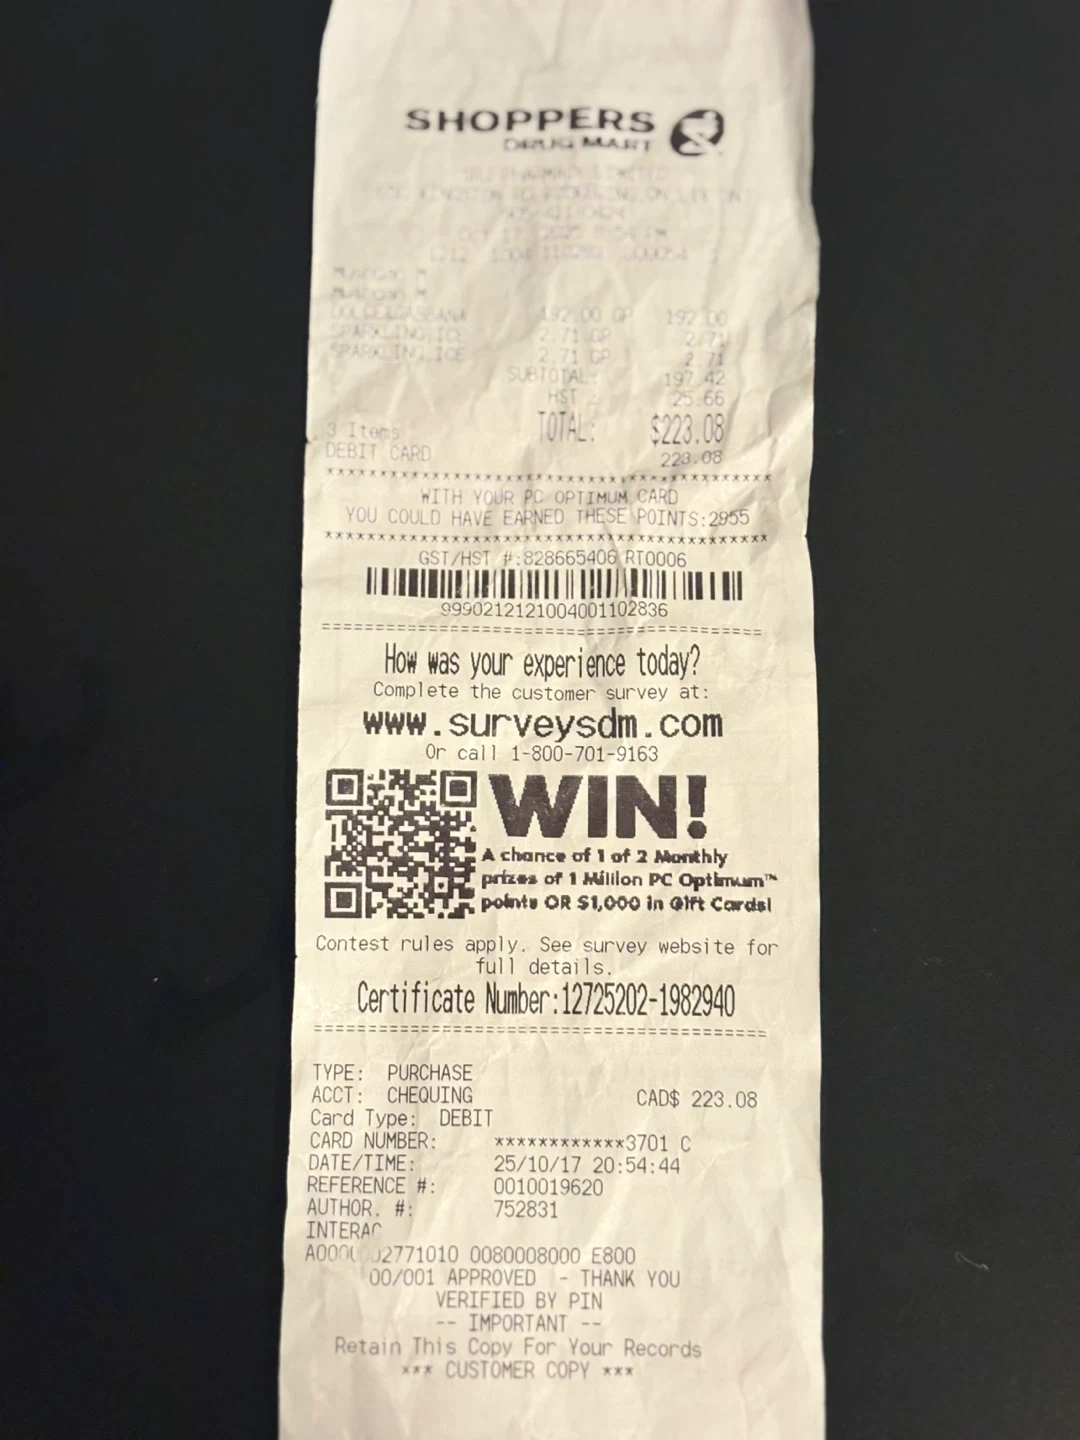 SHOPPERS
DRUG MART
LIMITED
DOLCE&GABBANA 192.00 GP 192.00
SPARKLING ICE 2.71 GP 2.71
SPARKLING ICE 2.71 GP 2.71
SUBTOTAL: 197.42
HST 25.66
TOTAL: $223.08
3 Items
DEBIT CARD 223.08
******************************************
WITH YOUR PC OPTIMUM CARD
YOU COULD HAVE EARNED THESE POINTS:2955
******************************************
GST/HST #:828665406 RT0006
9990212121004001102836
==========================================
How was your experience today?
Complete the customer survey at:
www.surveysdm.com
Or call 1-800-701-9163
WIN!
A chance of 1 of 2 Monthly
prizes of 1 Million PC Optimum™
points OR $1,000 in Gift Cards!
Contest rules apply. See survey website for
full details.
Certificate Number:12725202-1982940
==========================================
TYPE: PURCHASE
ACCT: CHEQUING CAD$ 223.08
Card Type: DEBIT
CARD NUMBER: ************3701 C
DATE/TIME: 25/10/17 20:54:44
REFERENCE #: 0010019620
AUTHOR. #: 752831
INTERAC
0080008000 E800
00/001 APPROVED - THANK YOU
VERIFIED BY PIN
-- IMPORTANT --
Retain This Copy For Your Records
*** CUSTOMER COPY ***